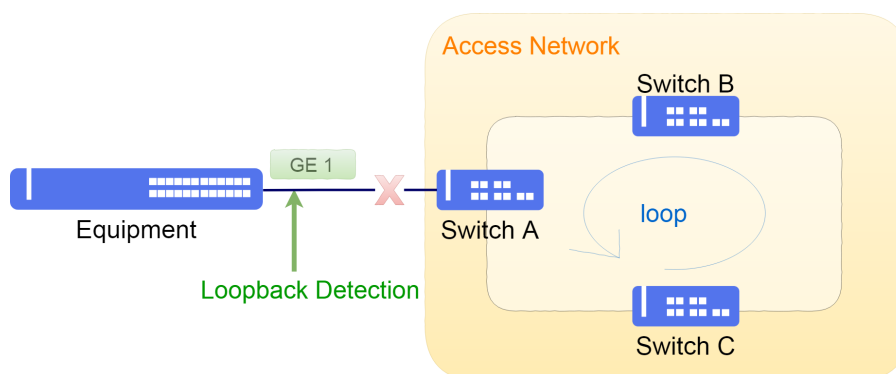 Access Network
Switch B
GE 1
loop
Equipment
Switch A
Loopback Detection
Switch C